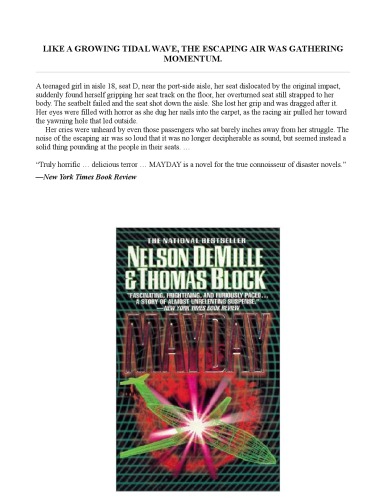 LIKE A GROWING TIDAL WAVE, THE ESCAPING AIR WAS GATHERING
MOMENTUM.
A teenaged girl in aisle 18, seat D, near the port-side aisle, her seat dislocated by the original impact,
suddenly found herself gripping her seat track on the floor, her overturned seat still strapped to her
body. The seatbelt failed and the seat shot down the aisle. She lost her grip and was dragged after it.
Her eyes were filled with horror as she dug her nails into the carpet, as the racing air pulled her toward
the yawning hole that led outside.
Her cries were unheard by even those passengers who sat barely inches away from her struggle. The
noise of the escaping air was so loud that it was no longer decipherable as sound, but seemed instead a
solid thing pounding at the people in their seats. …
“Truly horrific … delicious terror … MAYDAY is a novel for the true connoisseur of disaster novels.”
—New York Times Book Review
THE NATIONAL BESTSELLER
NELSON DEMILLE
& THOMAS BLOCK
"FASCINATING, FRIGHTENING, AND FURIOUSLY PACED...
A STORY OF ALMOST UNRELENTING SUSPENSE."
—NEW YORK TIMES BOOK REVIEW
MAYDAY